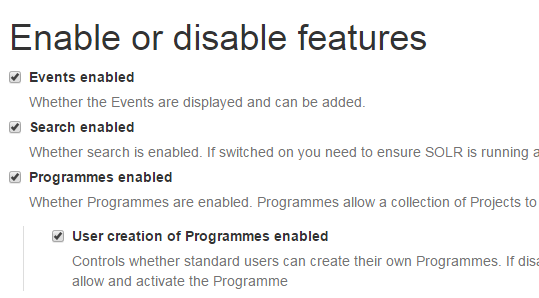 Enable or disable features
Events enabled
Whether the Events are displayed and can be added.
Search enabled
Whether search is enabled. If switched on you need to ensure SOLR is running a
Programmes enabled
Whether Programmes are enabled. Programmes allow a collection of Projects to
User creation of Programmes enabled
Controls whether standard users can create their own Programmes. If disa
allow and activate the Programme